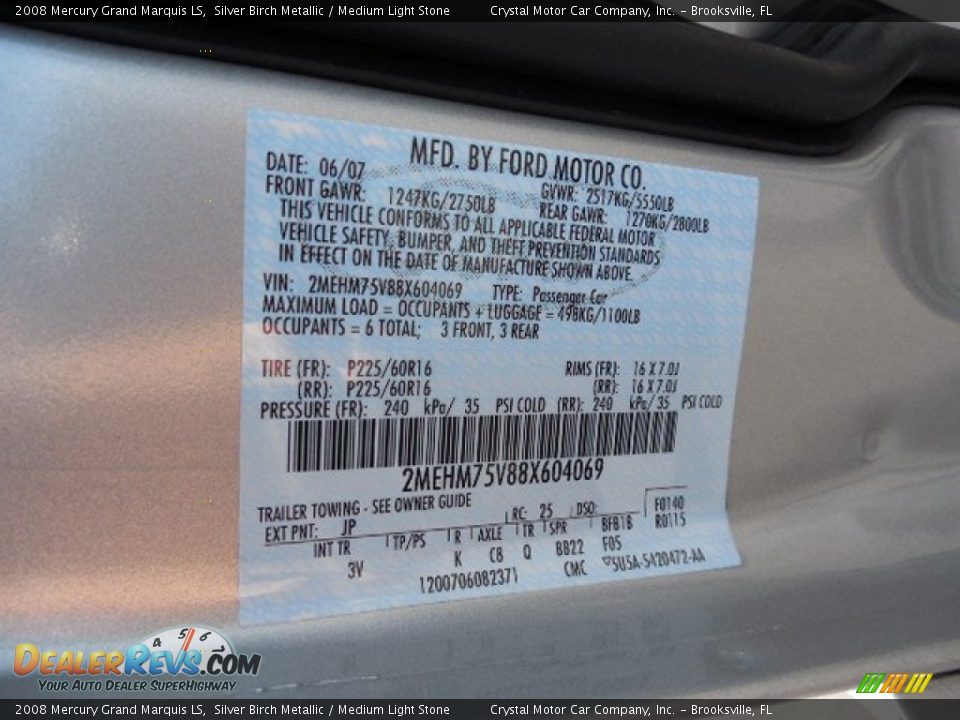 2008 Mercury Grand Marquis LS, Silver Birch Metallic / Medium Light Stone Crystal Motor Car Company, Inc. - Brooksville, FL
MFD. BY FORD MOTOR CO.
DATE: 06/07 GVWR: 2517KG/5550LB
FRONT GAWR: 1247KG/2750LB REAR GAWR: 1270KG/2800LB
THIS VEHICLE CONFORMS TO ALL APPLICABLE FEDERAL MOTOR
VEHICLE SAFETY, BUMPER, AND THEFT PREVENTION STANDARDS
IN EFFECT ON THE DATE OF MANUFACTURE SHOWN ABOVE.
VIN: 2MEHM75V88X604069 TYPE: Passenger Car
MAXIMUM LOAD = OCCUPANTS + LUGGAGE = 498KG/1100LB
OCCUPANTS = 6 TOTAL; 3 FRONT, 3 REAR
TIRE (FR): P225/60R16 RIMS (FR): 16 X 7.0J
(RR): P225/60R16 (RR): 16 X 7.0J
PRESSURE (FR): 240 kPa/ 35 PSI COLD (RR): 240 kPa/ 35 PSI COLD
2MEHM75V88X604069
TRAILER TOWING - SEE OWNER GUIDE
EXT PNT: JP RC: 25 DSO: F0140
INT TR TP/PS R AXLE TR SPR BFB18 R0115
3V K C8 Q BB22 F05
1200706082371 CMC 5U5A-5420472-AA
4 5 6
DEALERREVS.COM
YOUR AUTO DEALER SUPERHIGHWAY
2008 Mercury Grand Marquis LS, Silver Birch Metallic / Medium Light Stone Crystal Motor Car Company, Inc. - Brooksville, FL